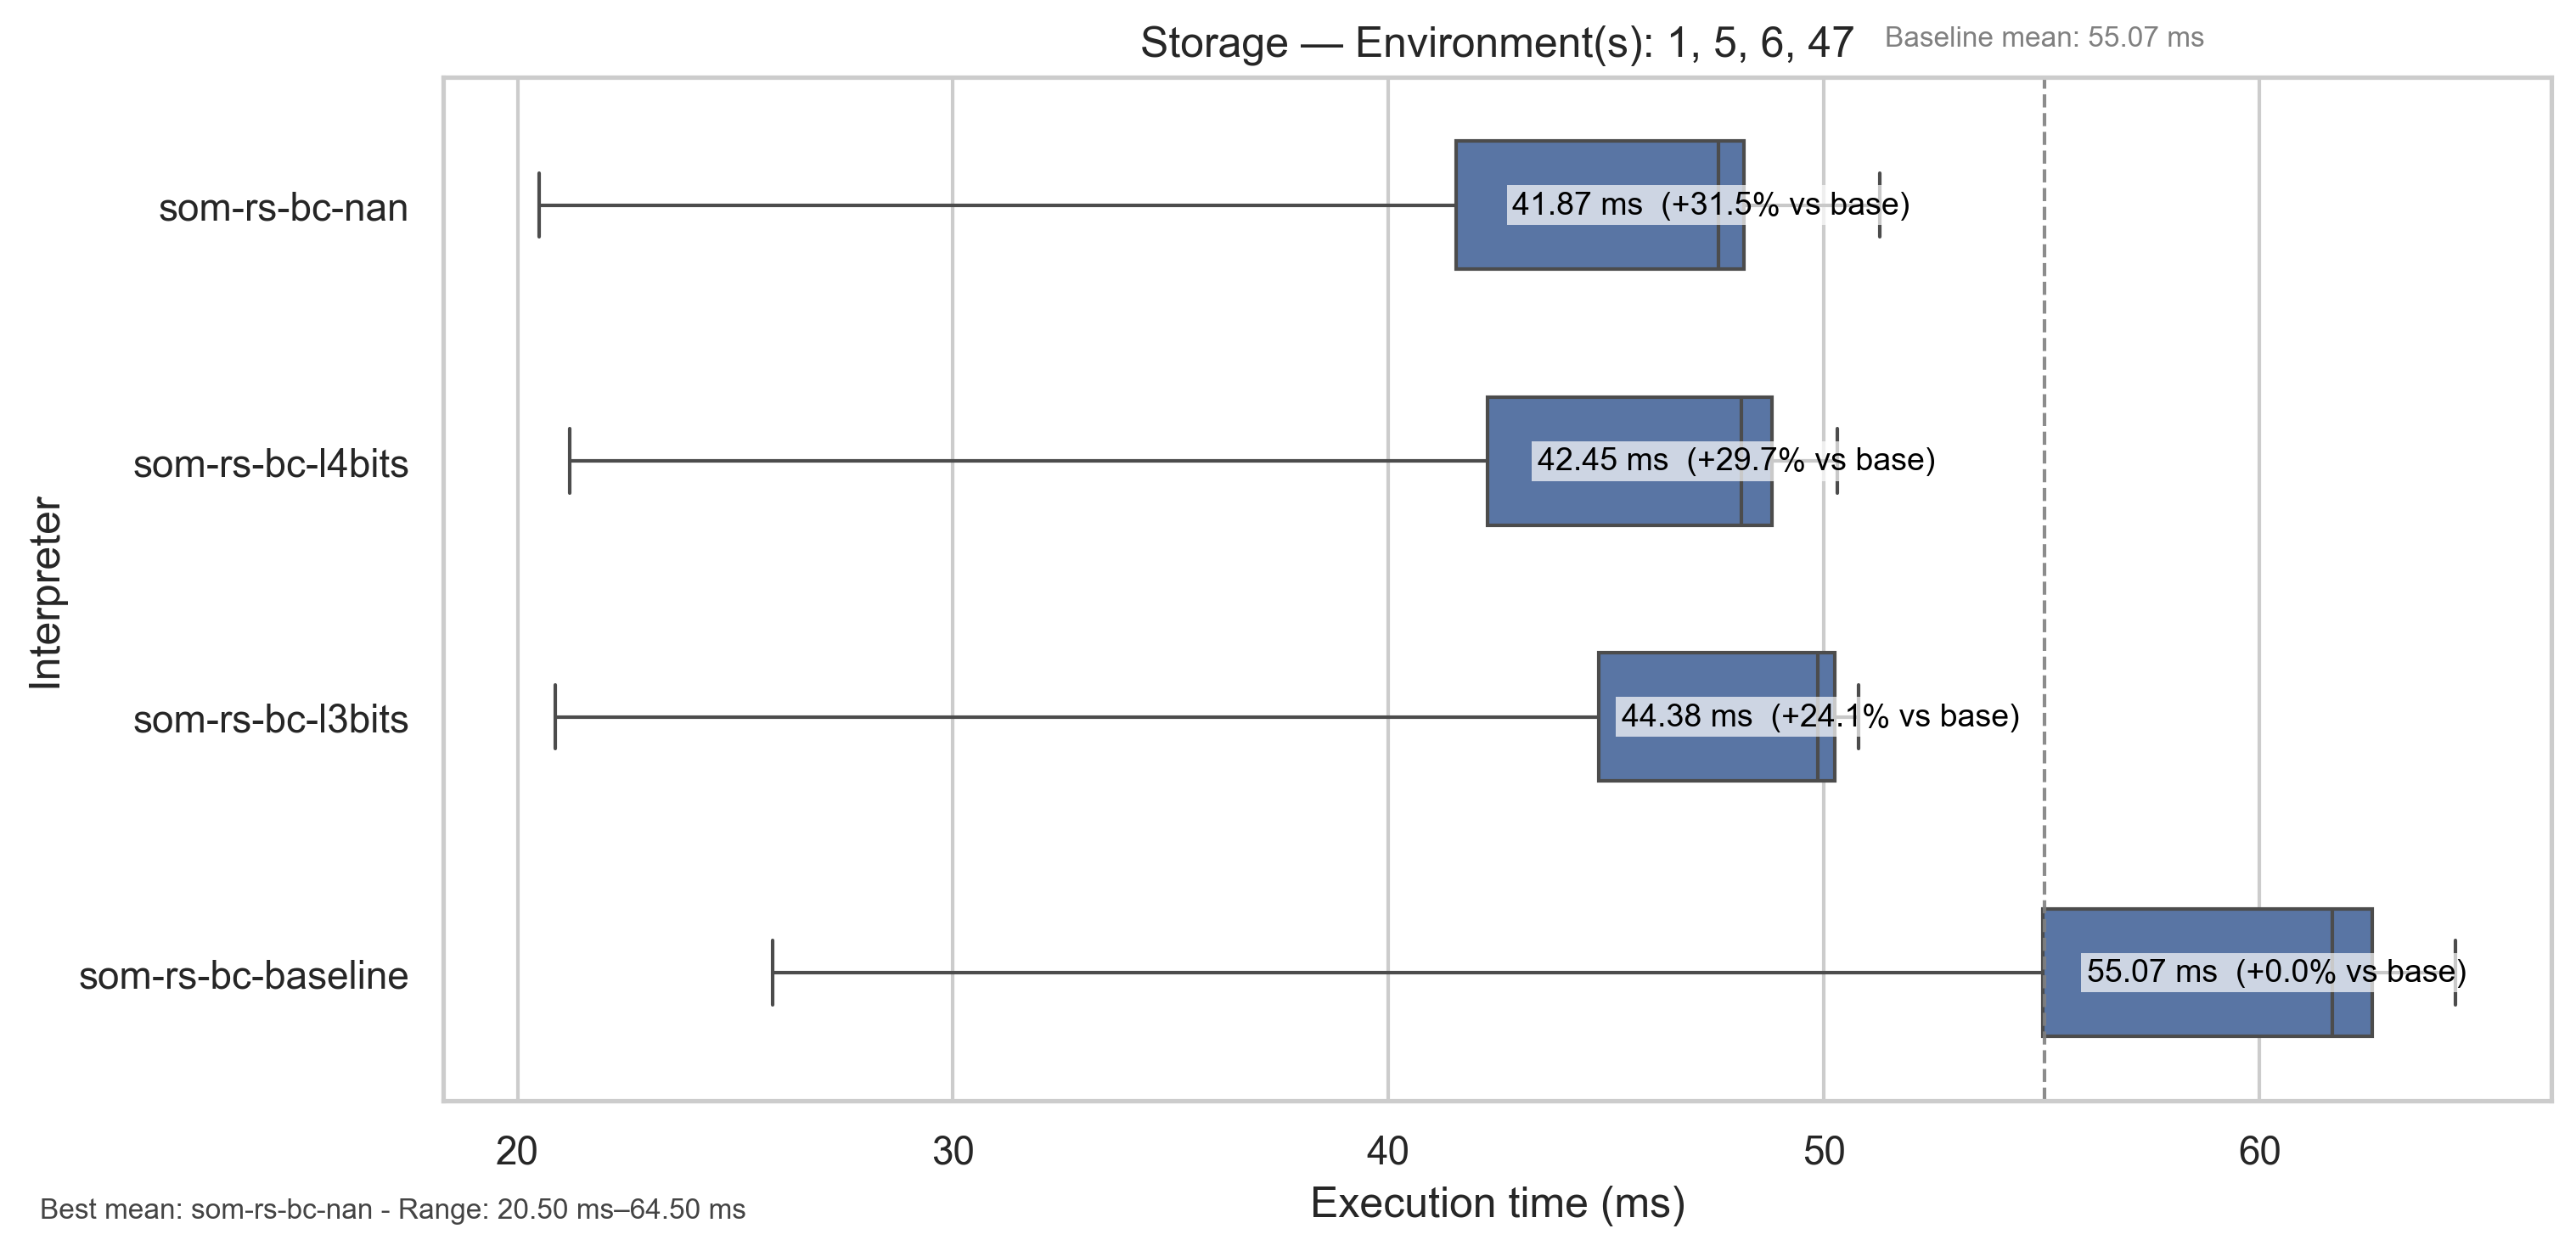 Storage — Environment(s): 1, 5, 6, 47
Baseline mean: 55.07 ms
Interpreter
som-rs-bc-nan
41.87 ms  (+31.5% vs base)
som-rs-bc-l4bits
42.45 ms  (+29.7% vs base)
som-rs-bc-l3bits
44.38 ms  (+24.1% vs base)
som-rs-bc-baseline
55.07 ms  (+0.0% vs base)
20 30 40 50 60
Execution time (ms)
Best mean: som-rs-bc-nan - Range: 20.50 ms–64.50 ms